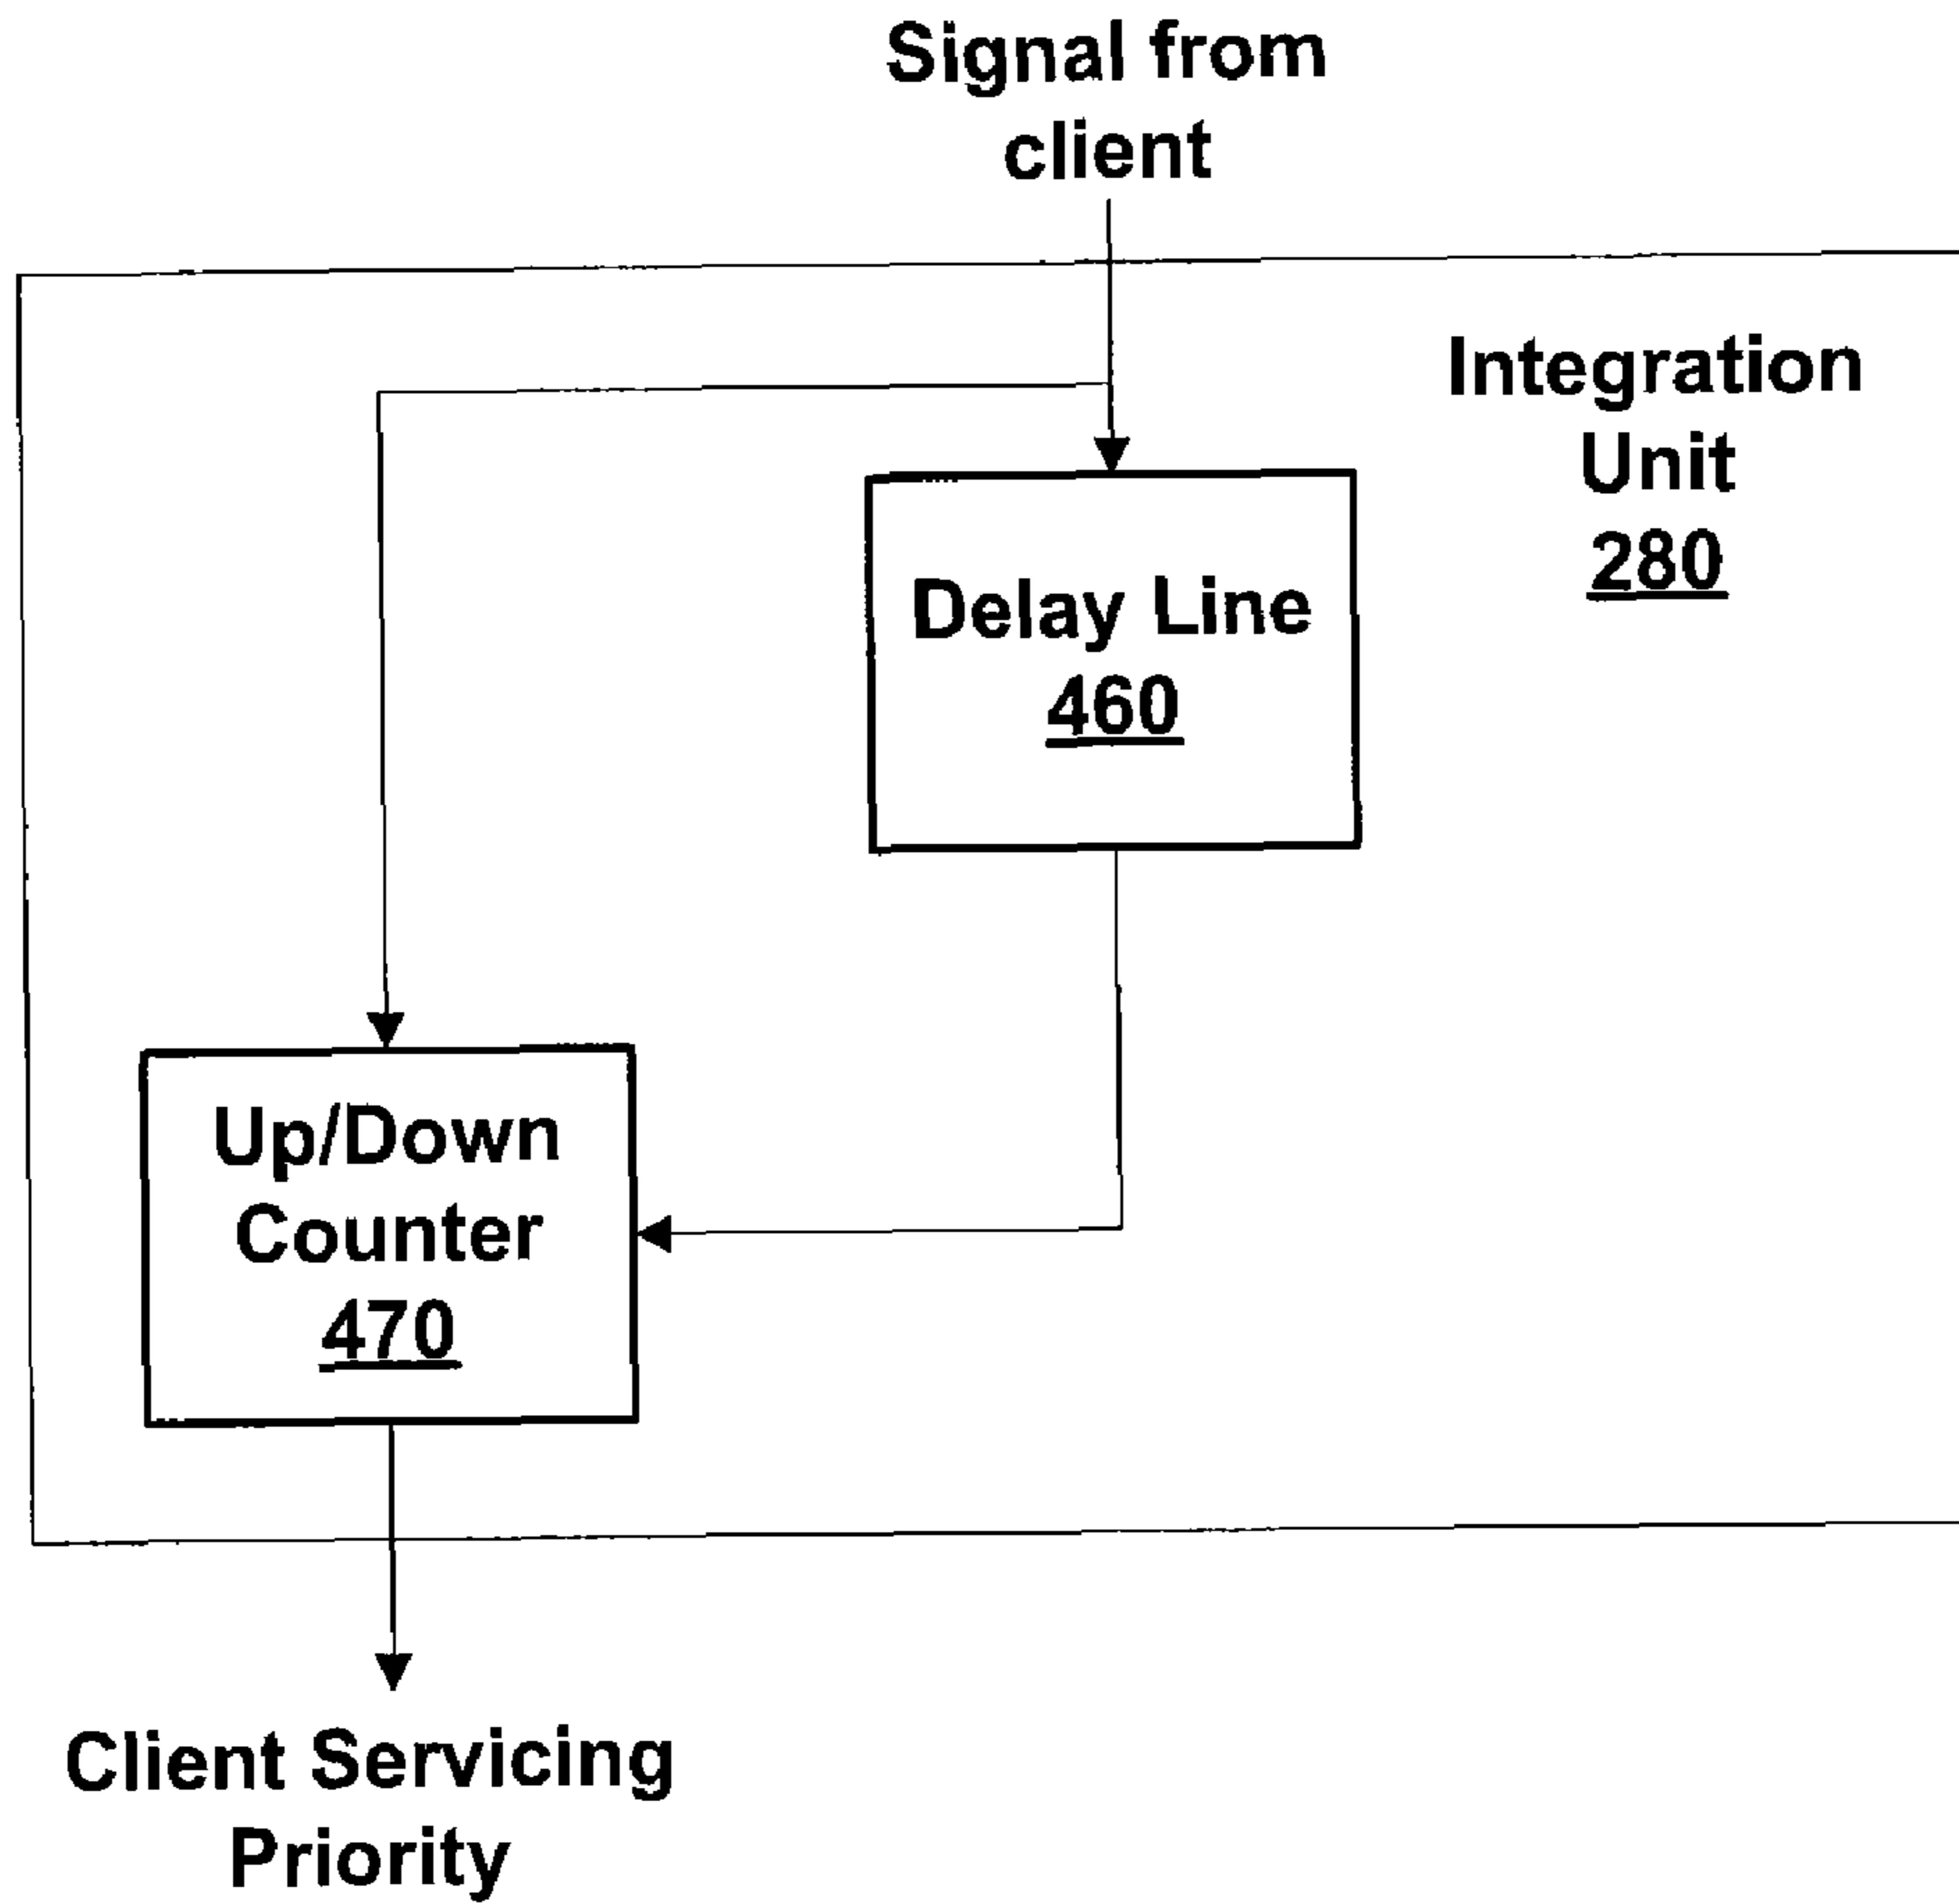 Signal from
client
Integration
Unit
280
Delay Line
460
Up/Down
Counter
470
Client Servicing
Priority